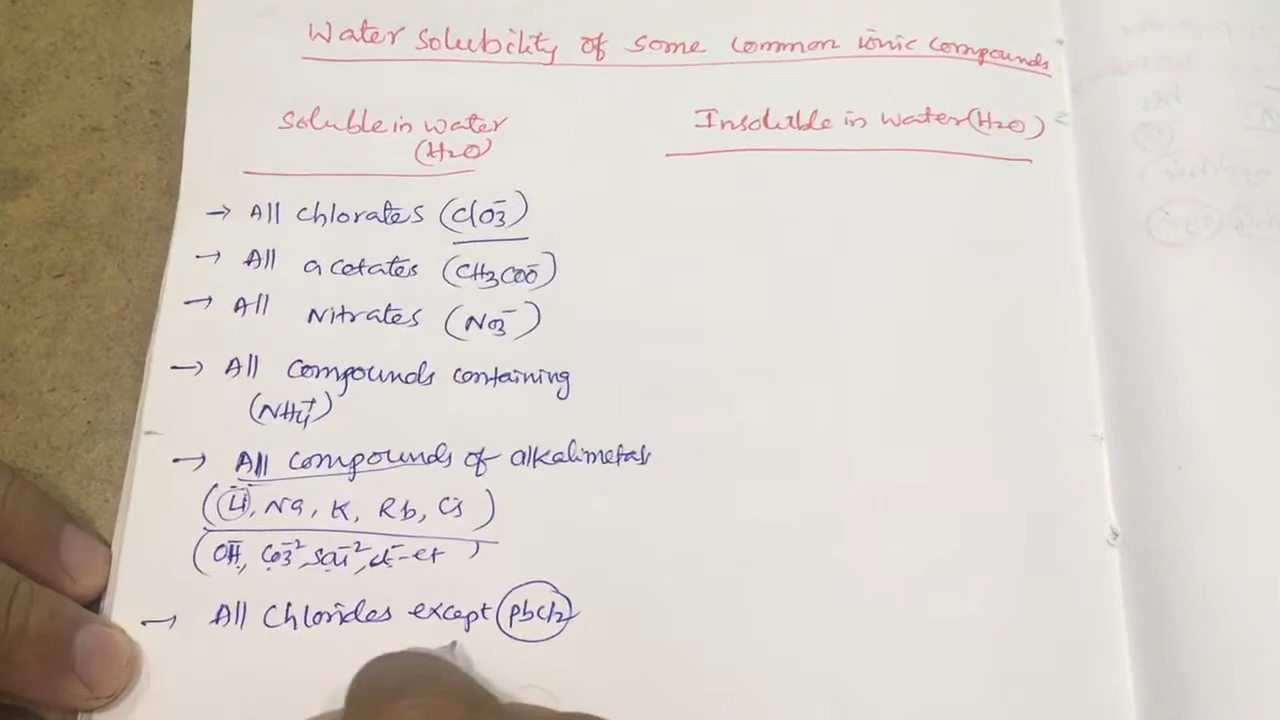 Water solubility of some common ionic compounds
Soluble in water
(H2O)
Insoluble in water (H2O)
→ All chlorates (ClO3⁻)
→ All acetates (CH3COO⁻)
→ All Nitrates (NO3⁻)
→ All compounds containing
(NH4⁺)
→ All compounds of alkalimetals
(Li, Na, K, Rb, Cs)
(OH⁻, CO3⁻², SO4⁻², Cl⁻ - et )
→ All Chlorides except PbCl2